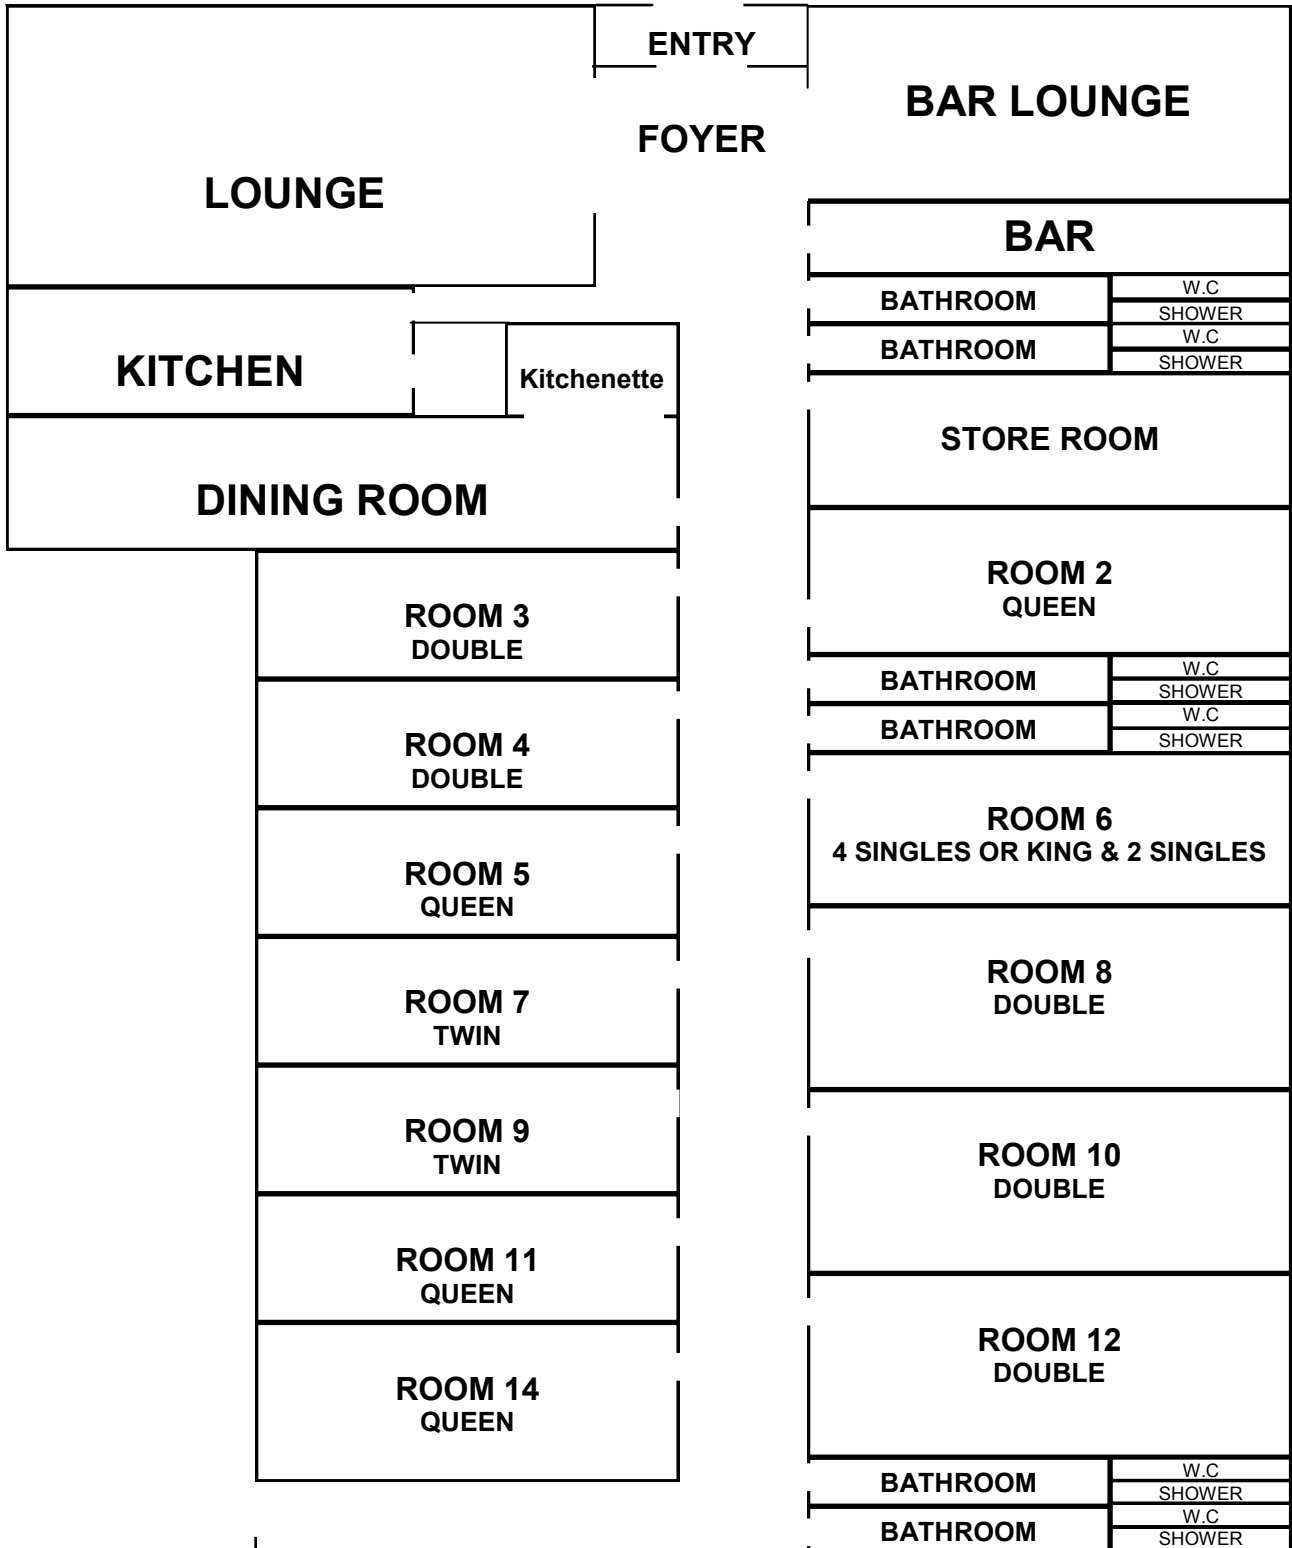 ENTRY
BAR LOUNGE
FOYER
LOUNGE
BAR
BATHROOM
W.C
SHOWER
BATHROOM
W.C
SHOWER
KITCHEN
Kitchenette
STORE ROOM
DINING ROOM
ROOM 2
QUEEN
ROOM 3
DOUBLE
BATHROOM
W.C
SHOWER
BATHROOM
W.C
SHOWER
ROOM 4
DOUBLE
ROOM 6
4 SINGLES OR KING & 2 SINGLES
ROOM 5
QUEEN
ROOM 8
DOUBLE
ROOM 7
TWIN
ROOM 9
TWIN
ROOM 10
DOUBLE
ROOM 11
QUEEN
ROOM 12
DOUBLE
ROOM 14
QUEEN
BATHROOM
W.C
SHOWER
BATHROOM
W.C
SHOWER